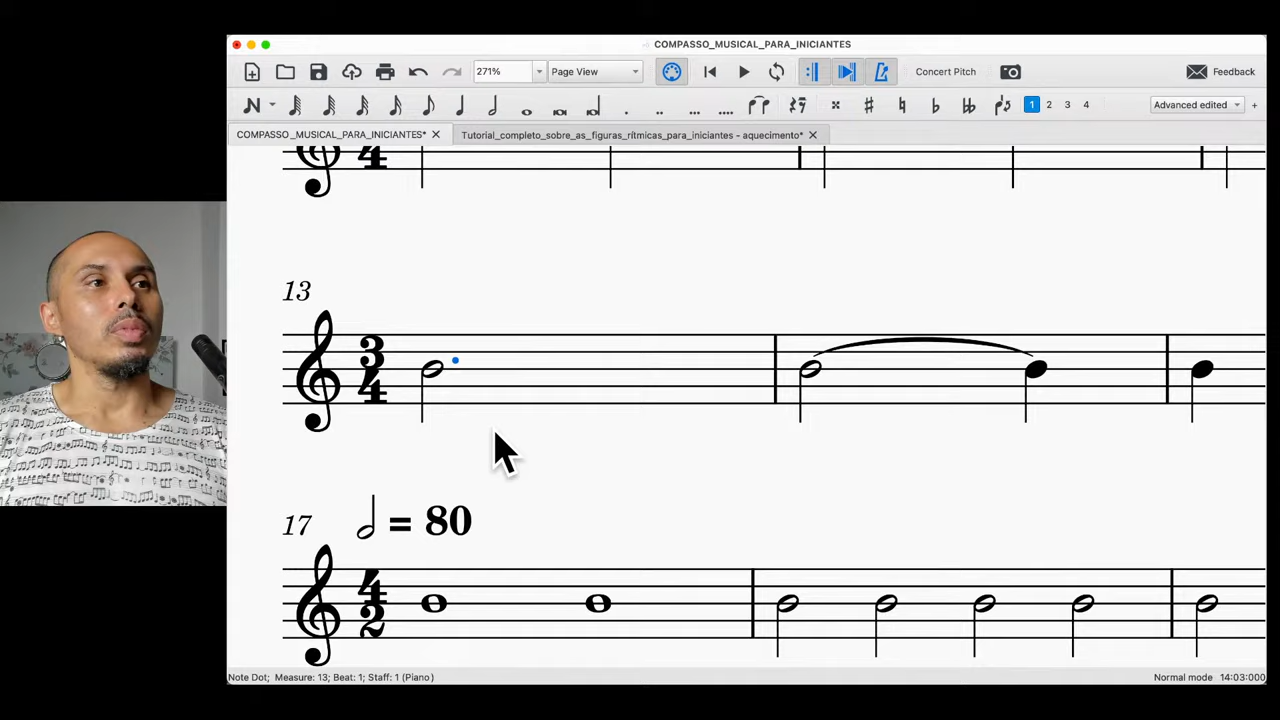 COMPASSO_MUSICAL_PARA_INICIANTES
271%
Page View
Concert Pitch
Feedback
1 2 3 4
Advanced edited
+
COMPASSO_MUSICAL_PARA_INICIANTES*
Tutorial_completo_sobre_as_figuras_rítmicas_para_iniciantes - aquecimento*
4
13
3
4
17
= 80
4
2
Note Dot; Measure: 13; Beat: 1; Staff: 1 (Piano)
Normal mode
14:03:000